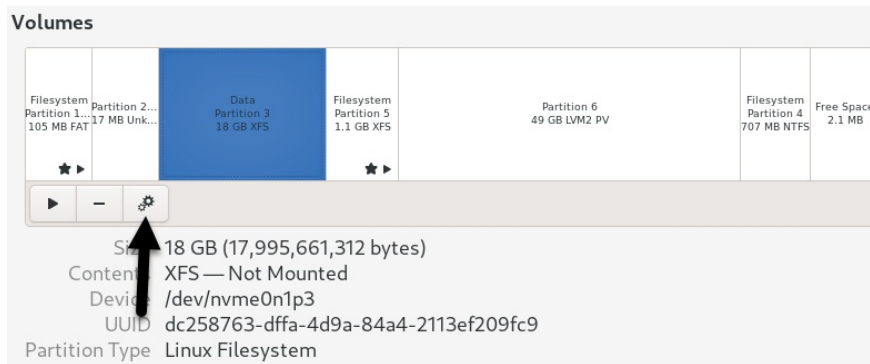 Volumes
Filesystem
Partition 1...
105 MB FAT
Partition 2...
17 MB Unk...
Data
Partition 3
18 GB XFS
Filesystem
Partition 5
1.1 GB XFS
Partition 6
49 GB LVM2 PV
Filesystem
Partition 4
707 MB NTFS
Free Space
2.1 MB
18 GB (17,995,661,312 bytes)
Contents XFS — Not Mounted
Device /dev/nvme0n1p3
UUID dc258763-dffa-4d9a-84a4-2113ef209fc9
Partition Type Linux Filesystem